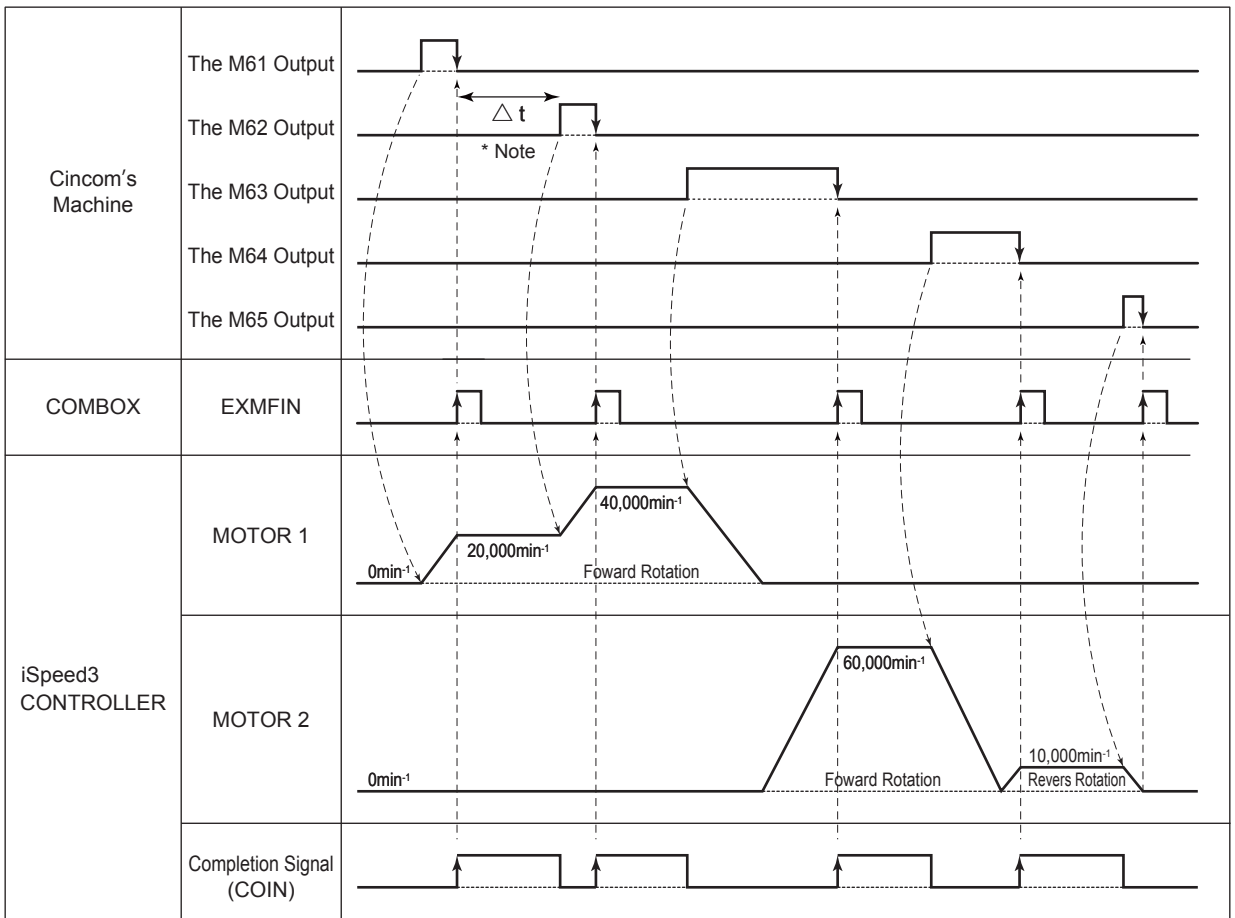 Cincom's
Machine
The M61 Output
The M62 Output
The M63 Output
The M64 Output
The M65 Output
△ t
* Note
COMBOX
EXMFIN
iSpeed3
CONTROLLER
MOTOR 1
0min⁻¹
20,000min⁻¹
40,000min⁻¹
Foward Rotation
MOTOR 2
0min⁻¹
60,000min⁻¹
Foward Rotation
10,000min⁻¹
Revers Rotation
Completion Signal
(COIN)